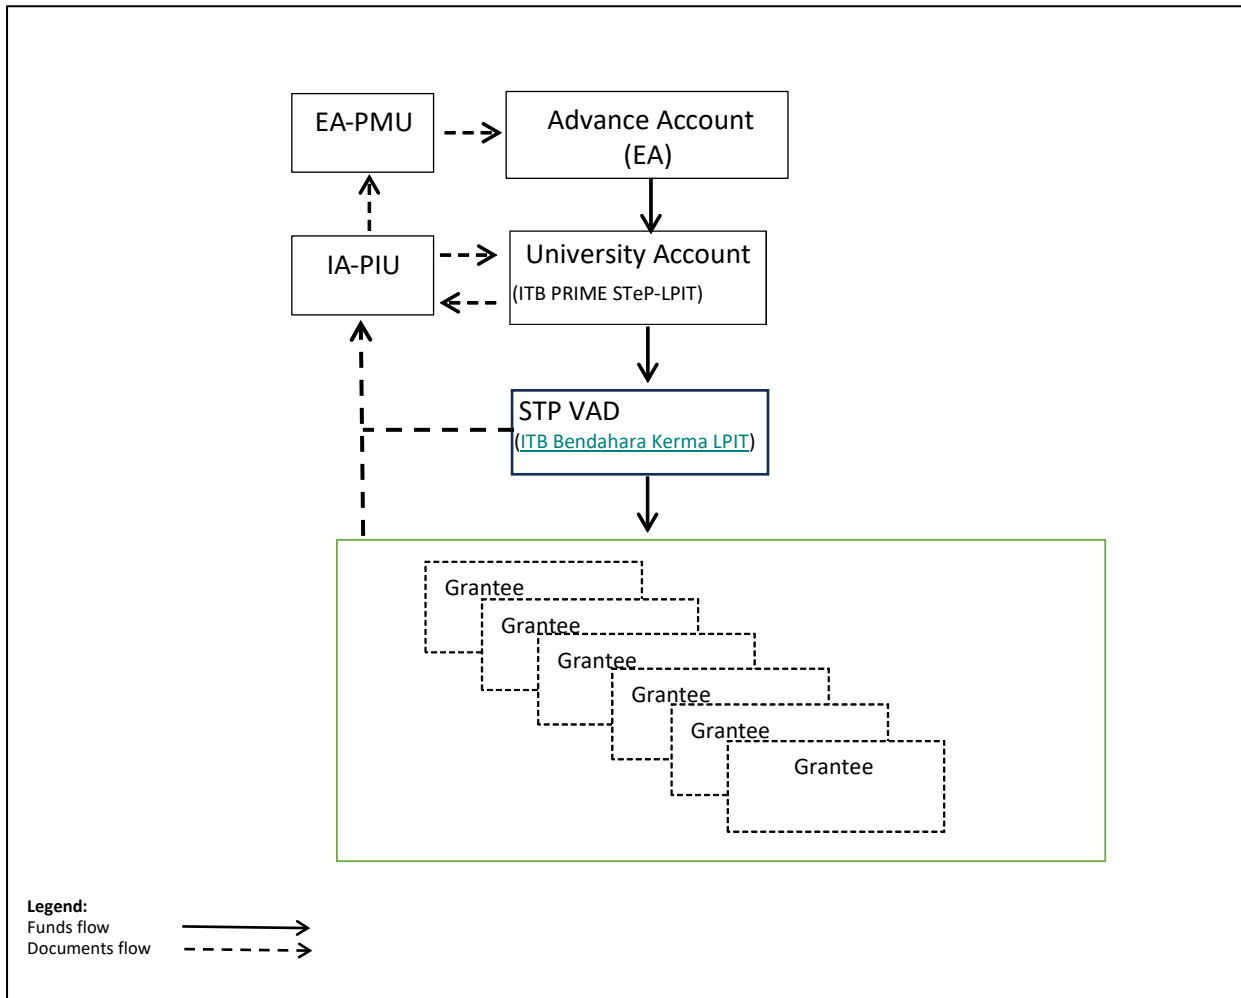 EA-PMU
Advance Account
(EA)
IA-PIU
University Account
(ITB PRIME STeP-LPIT)
STP VAD
(ITB Bendahara Kerma LPIT)
Grantee
Grantee
Grantee
Grantee
Grantee
Grantee
Legend:
Funds flow
Documents flow